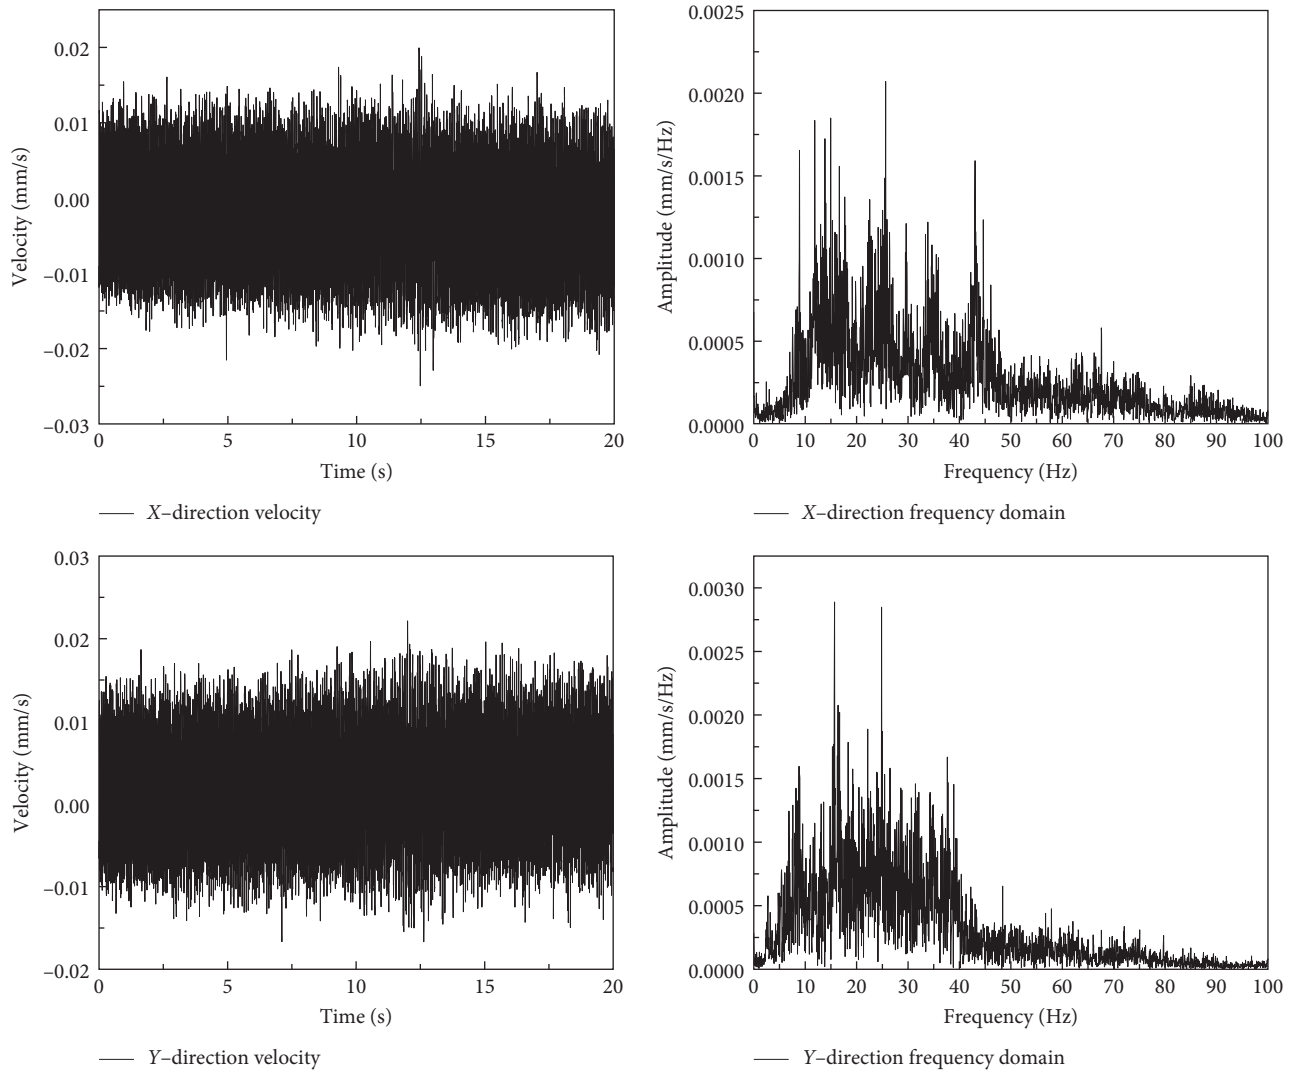 0.02
0.01
0.00
–0.01
–0.02
–0.03
Velocity (mm/s)
0 5 10 15 20
Time (s)
X–direction velocity
0.0025
0.0020
0.0015
0.0010
0.0005
0.0000
Amplitude (mm/s/Hz)
0 10 20 30 40 50 60 70 80 90 100
Frequency (Hz)
X–direction frequency domain
0.03
0.02
0.01
0.00
–0.01
–0.02
Velocity (mm/s)
0 5 10 15 20
Time (s)
Y–direction velocity
0.0030
0.0025
0.0020
0.0015
0.0010
0.0005
0.0000
Amplitude (mm/s/Hz)
0 10 20 30 40 50 60 70 80 90 100
Frequency (Hz)
Y–direction frequency domain